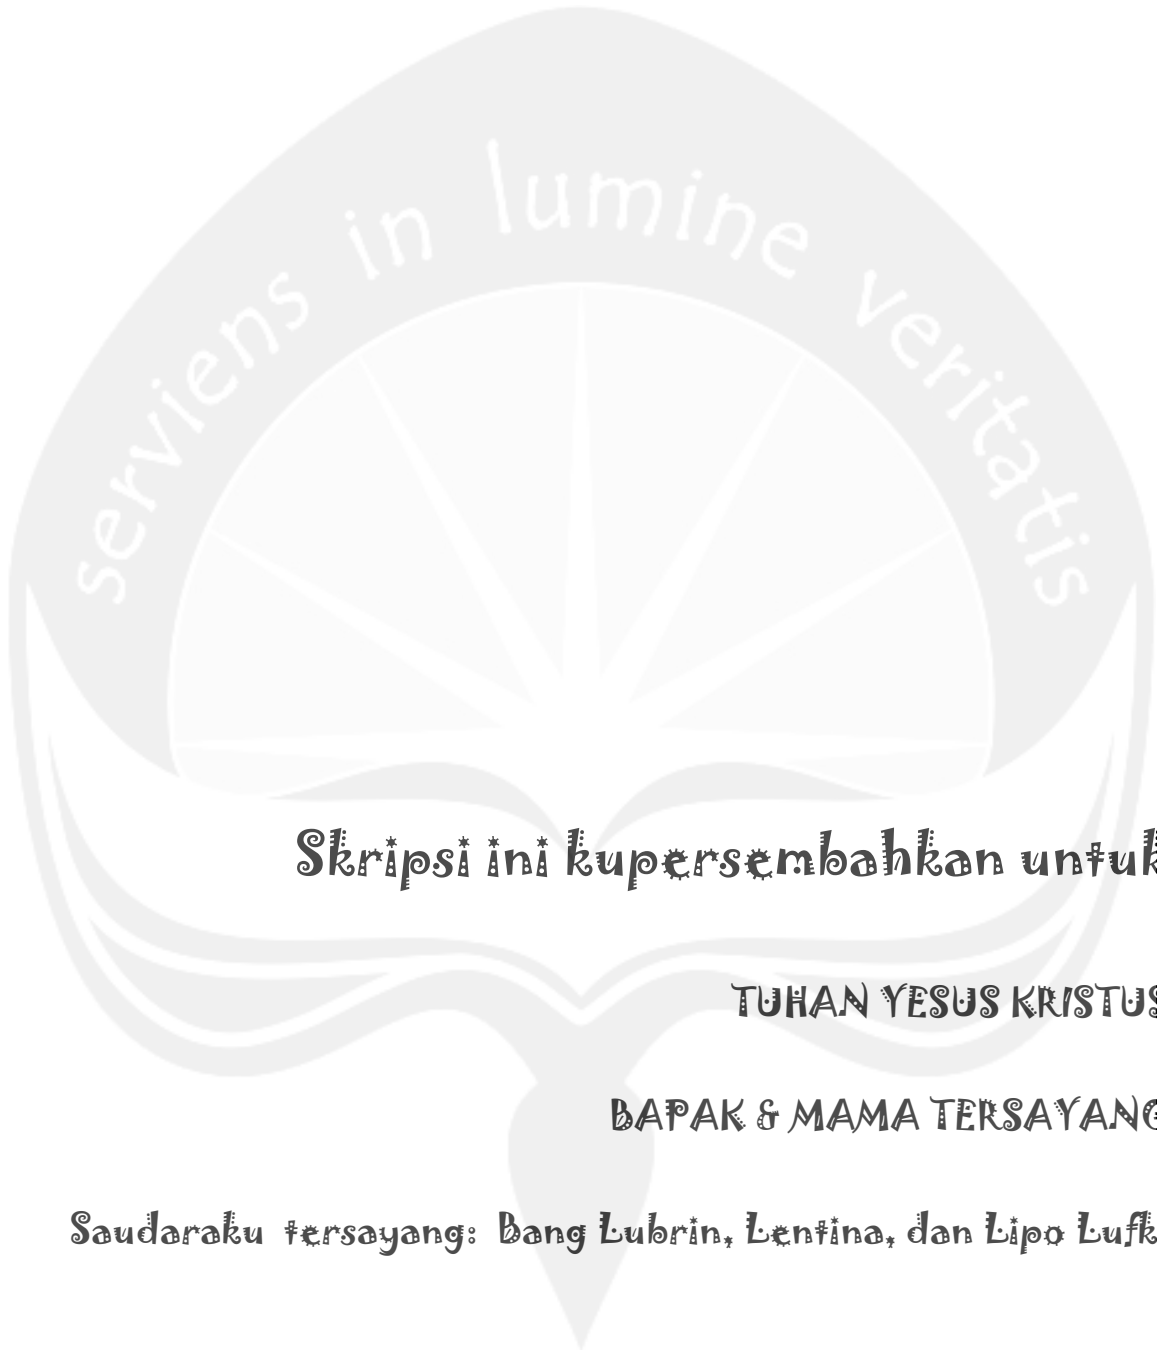 serviens in lumine veritatis
Skripsi ini kupersembahkan untuk
TUHAN YESUS KRISTUS
BAPAK & MAMA TERSAYANG
Saudaraku tersayang: Bang Lubrin, Lentina, dan Lipo